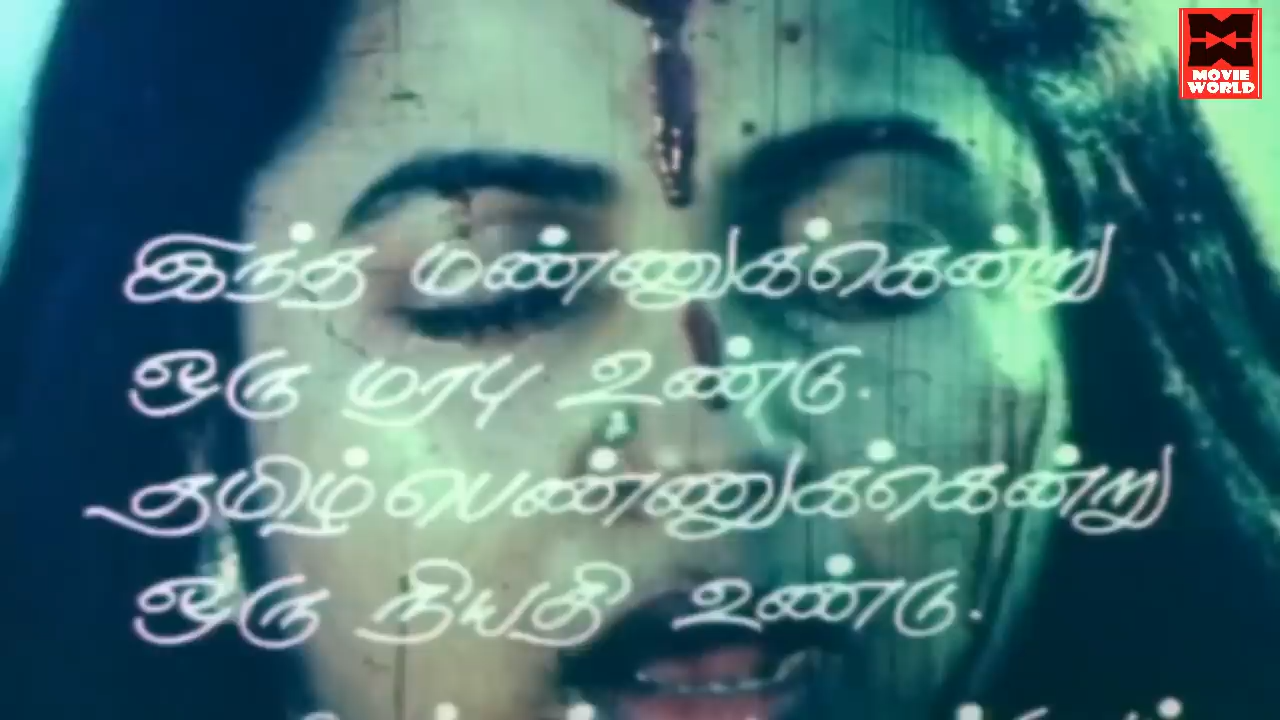 MOVIE
WORLD
இந்த மண்ணுக்கென்று
ஒரு மரபு உண்டு.
தமிழ்பெண்ணுக்கென்று
ஒரு நியதி உண்டு.